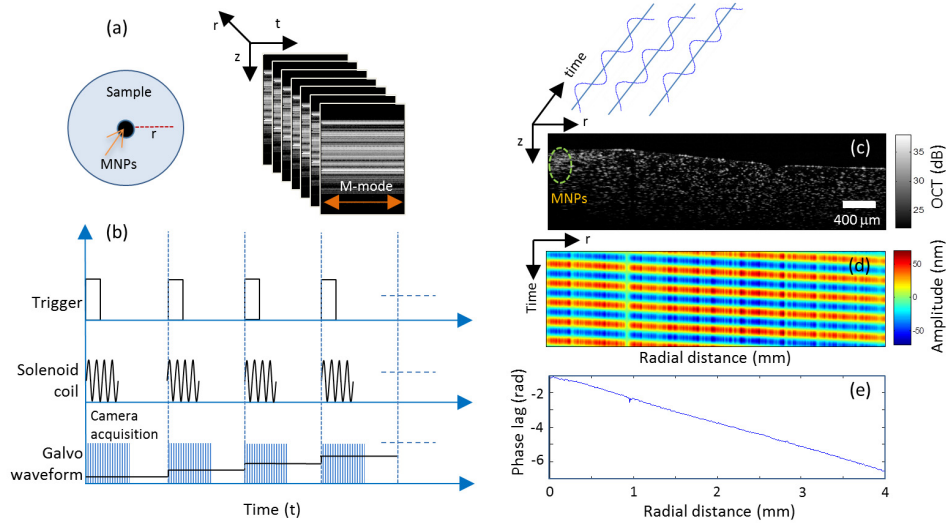 (a)
r
t
z
Sample
r
MNPs
M-mode
(b)
Trigger
Solenoid
coil
Camera
acquisition
Galvo
waveform
Time (t)
time
r
z
(c)
MNPs
400 µm
35
30
25
OCT (dB)
r
Time
(d)
50
0
-50
Amplitude (nm)
Radial distance (mm)
(e)
Phase lag (rad)
-2
-4
-6
0
1
2
3
4
Radial distance (mm)